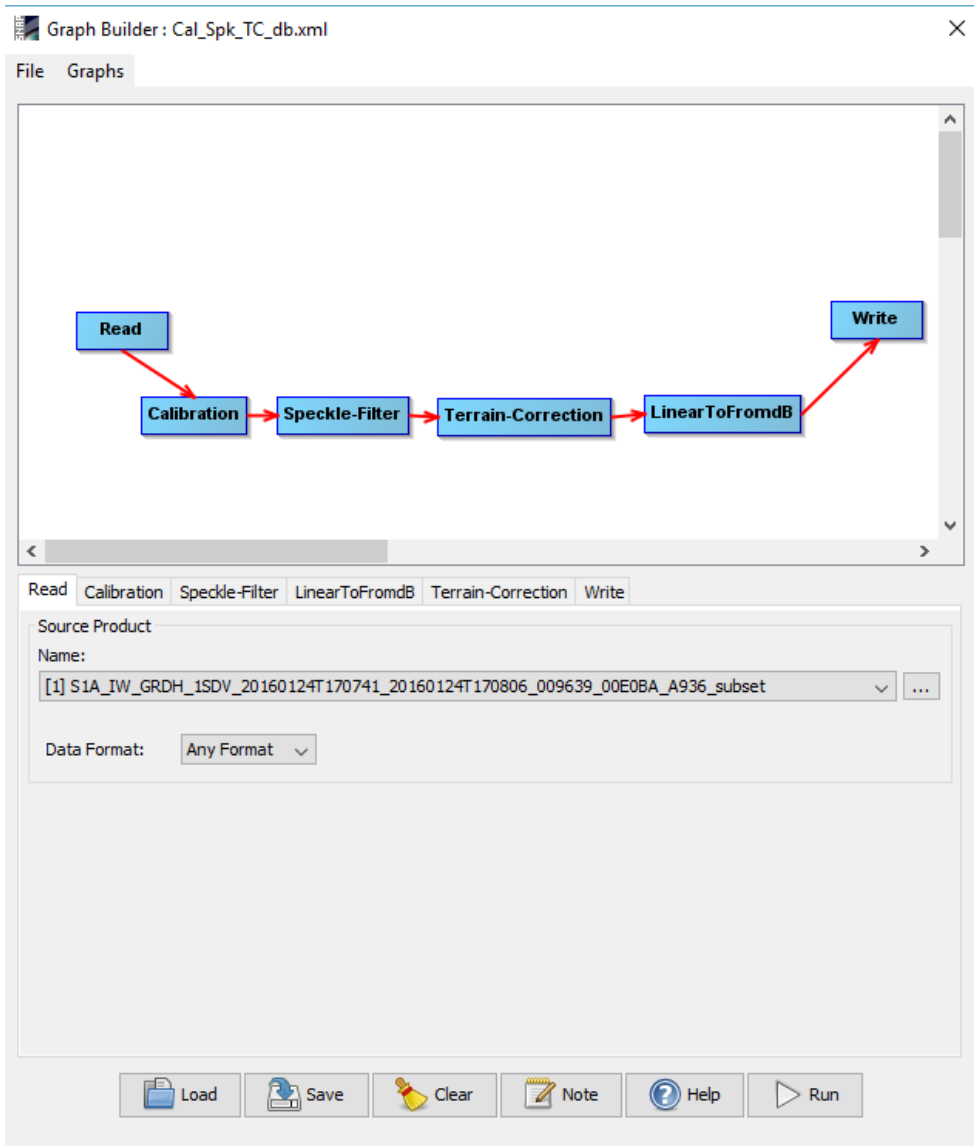 Graph Builder : Cal_Spk_TC_db.xml
File Graphs
Read
Write
Calibration
Speckle-Filter
Terrain-Correction
LinearToFromdB
Read Calibration Speckle-Filter LinearToFromdB Terrain-Correction Write
Source Product
Name:
[1] S1A_IW_GRDH_1SDV_20160124T170741_20160124T170806_009639_00E0BA_A936_subset ...
Data Format: Any Format
Load Save Clear Note Help Run